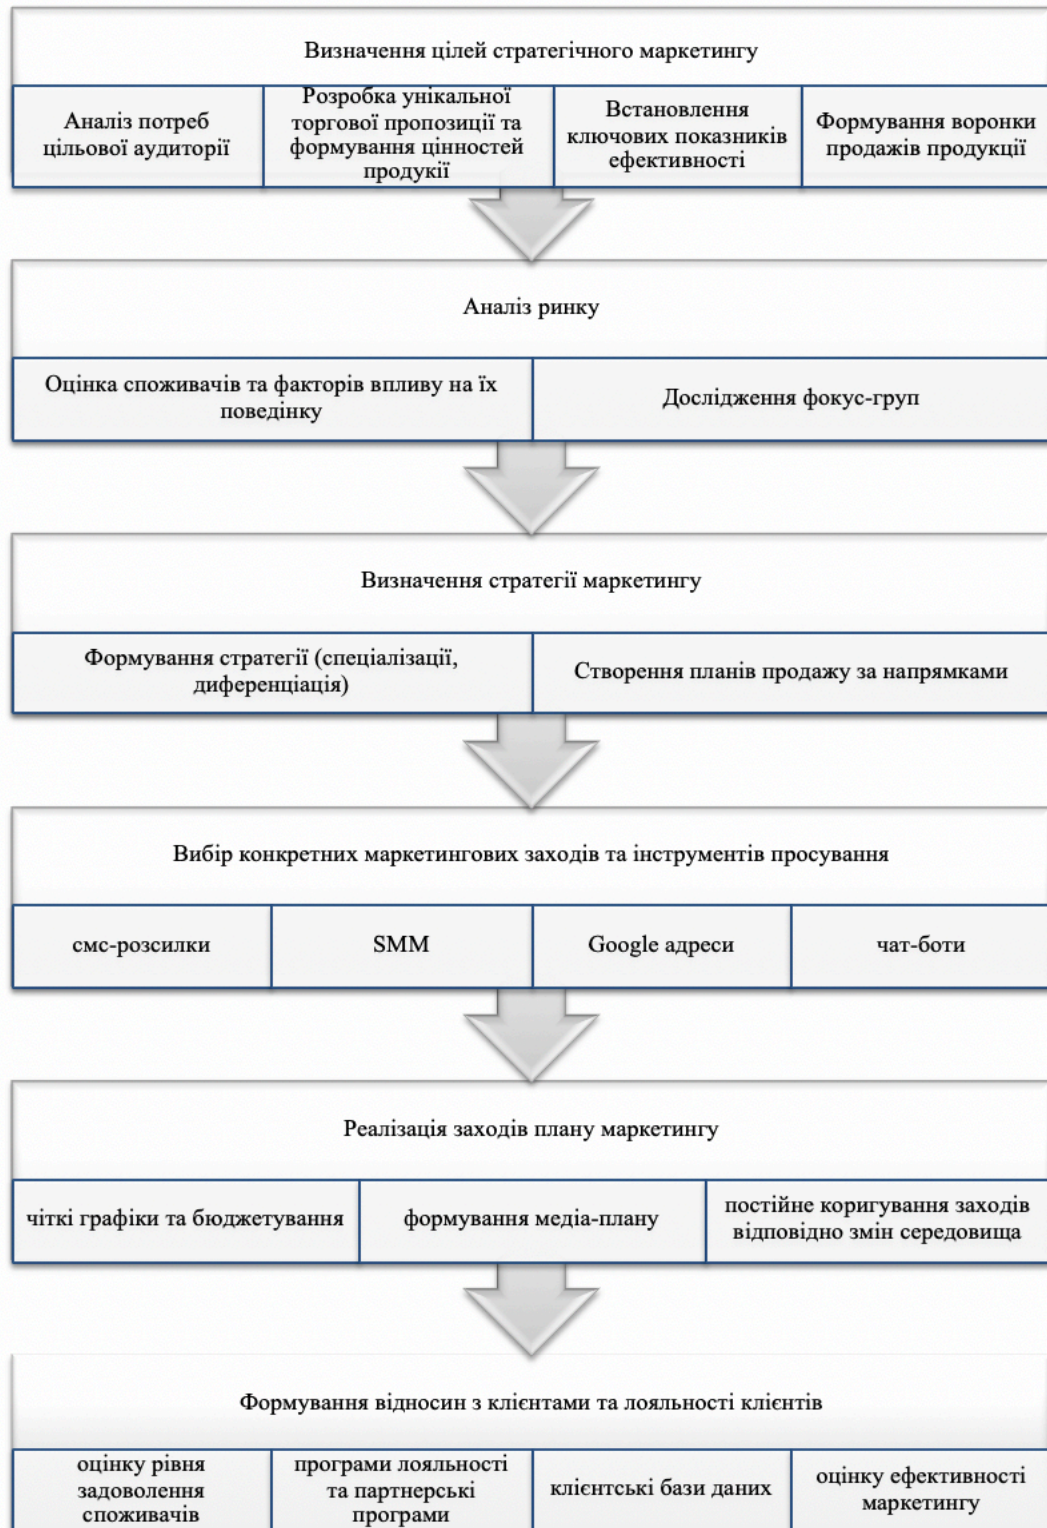 Визначення цілей стратегічного маркетингу
Аналіз потреб
цільової аудиторії
Розробка унікальної
торгової пропозиції та
формування цінностей
продукії
Встановлення
ключових показників
ефективності
Формування воронки
продажів продукції
Аналіз ринку
Оцінка споживачів та факторів впливу на їх
поведінку
Дослідження фокус-груп
Визначення стратегії маркетингу
Формування стратегії (спеціалізації,
диференціація)
Створення планів продажу за напрямками
Вибір конкретних маркетингових заходів та інструментів просування
смс-розсилки
SMM
Google адреси
чат-боти
Реалізація заходів плану маркетингу
чіткі графіки та бюджетування
формування медіа-плану
постійне коригування заходів
відповідно змін середовища
Формування відносин з клієнтами та лояльності клієнтів
оцінку рівня
задоволення
споживачів
програми лояльності
та партнерські
програми
клієнтські бази даних
оцінку ефективності
маркетингу